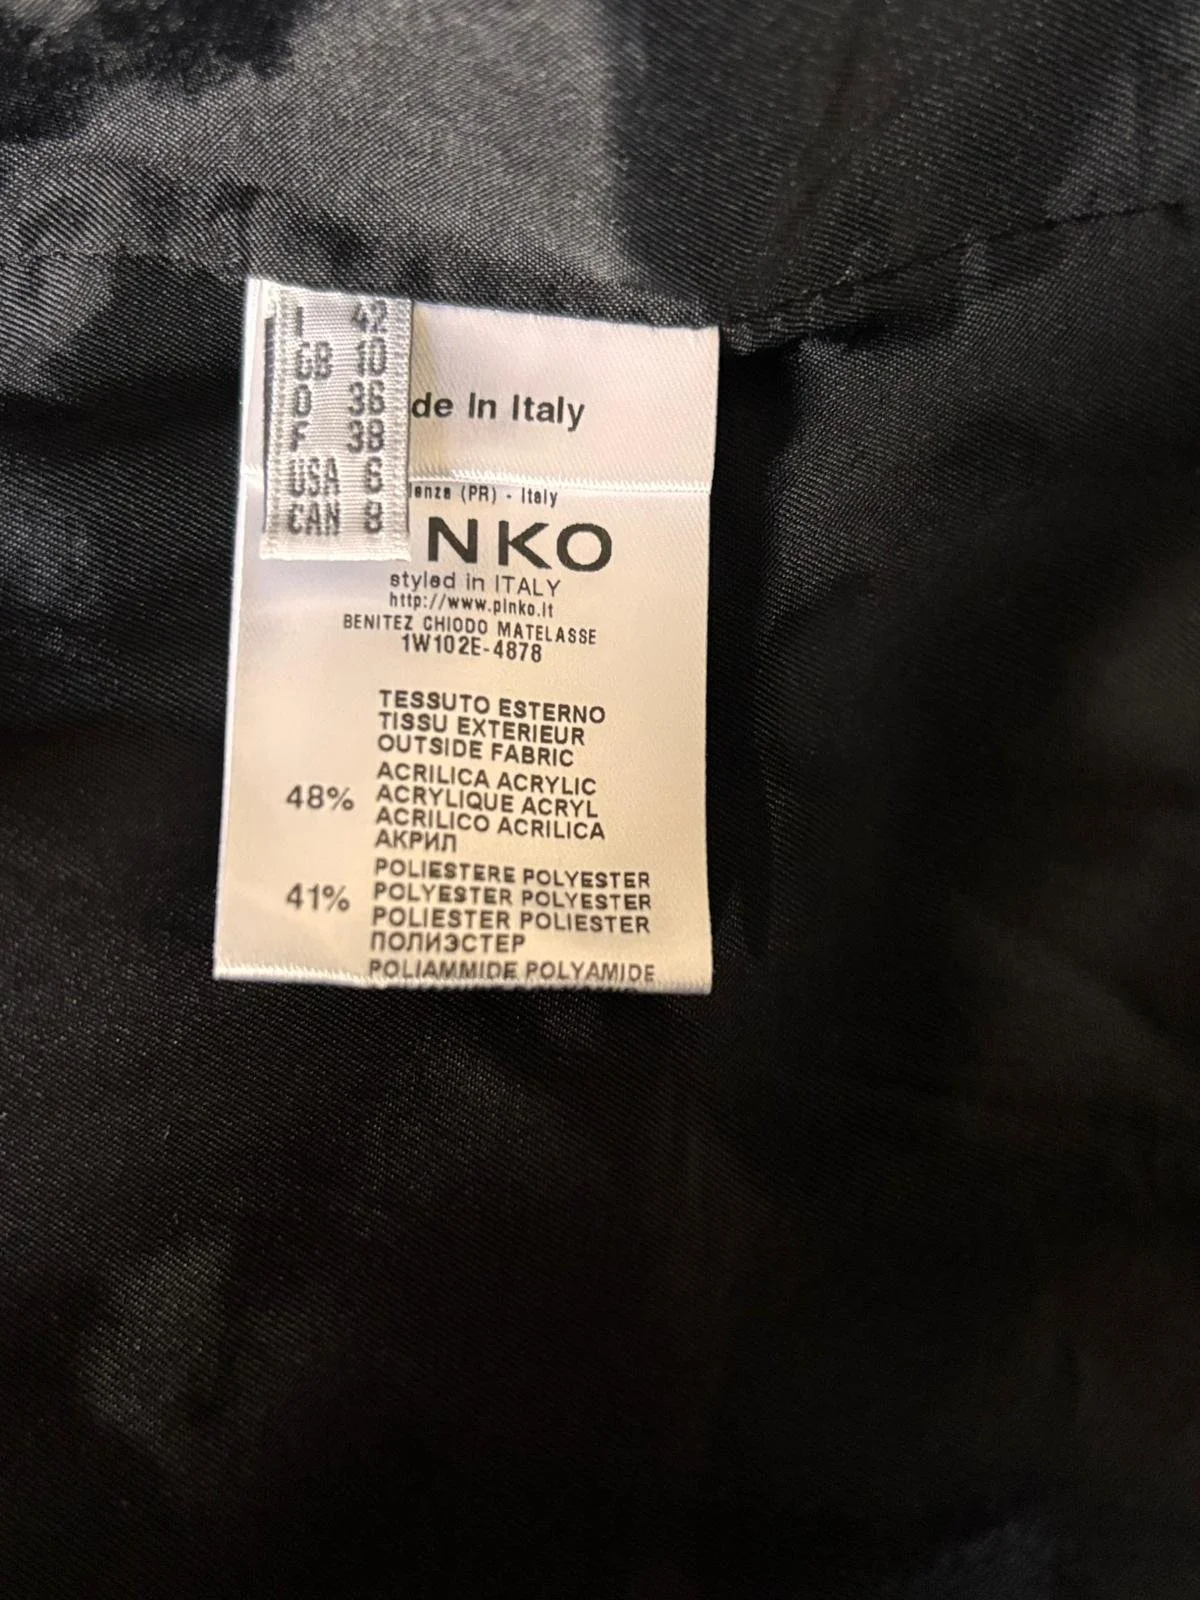 I 42
GB 10
D 36
F 38
USA 6
CAN 8
de In Italy
(PR) - Italy
NKO
styled in ITALY
http://www.pinko.it
BENITEZ CHIODO MATELASSE
1W102E-4878
TESSUTO ESTERNO
TISSU EXTERIEUR
OUTSIDE FABRIC
ACRILICA ACRYLIC
48% ACRYLIQUE ACRYL
ACRILICO ACRILICA
АКРИЛ
POLIESTERE POLYESTER
41% POLYESTER POLYESTER
POLIESTER POLIESTER
ПОЛИЭСТЕР
POLIAMMIDE POLYAMIDE